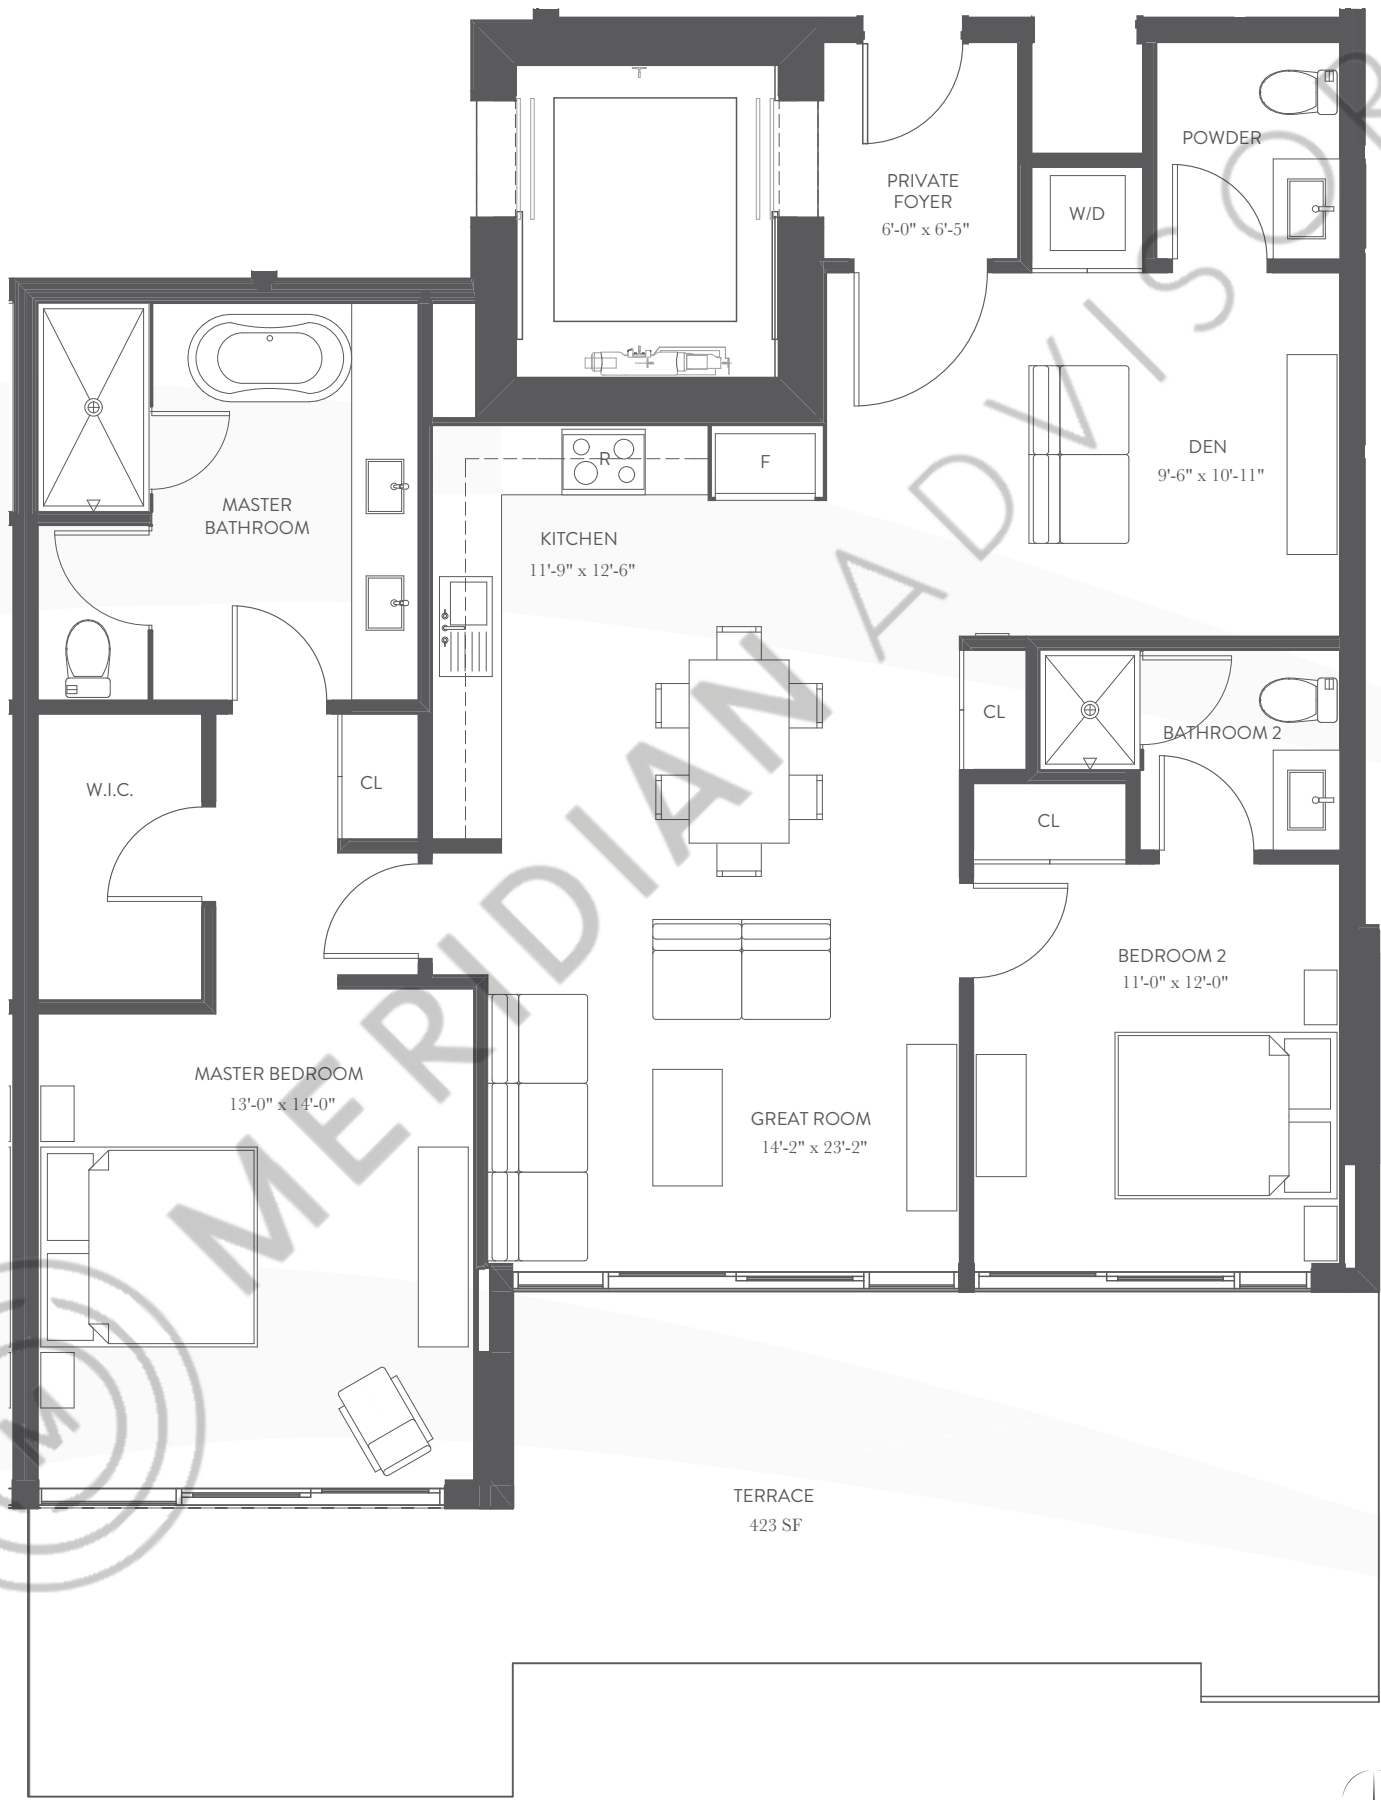 POWDER
PRIVATE
FOYER
6'-0" x 6'-5"
W/D
DEN
9'-6" x 10'-11"
R
F
MASTER
BATHROOM
KITCHEN
11'-9" x 12'-6"
CL
BATHROOM 2
CL
W.I.C.
CL
BEDROOM 2
11'-0" x 12'-0"
MASTER BEDROOM
13'-0" x 14'-0"
GREAT ROOM
14'-2" x 23'-2"
TERRACE
423 SF
M MERIDIAN ADVISOR